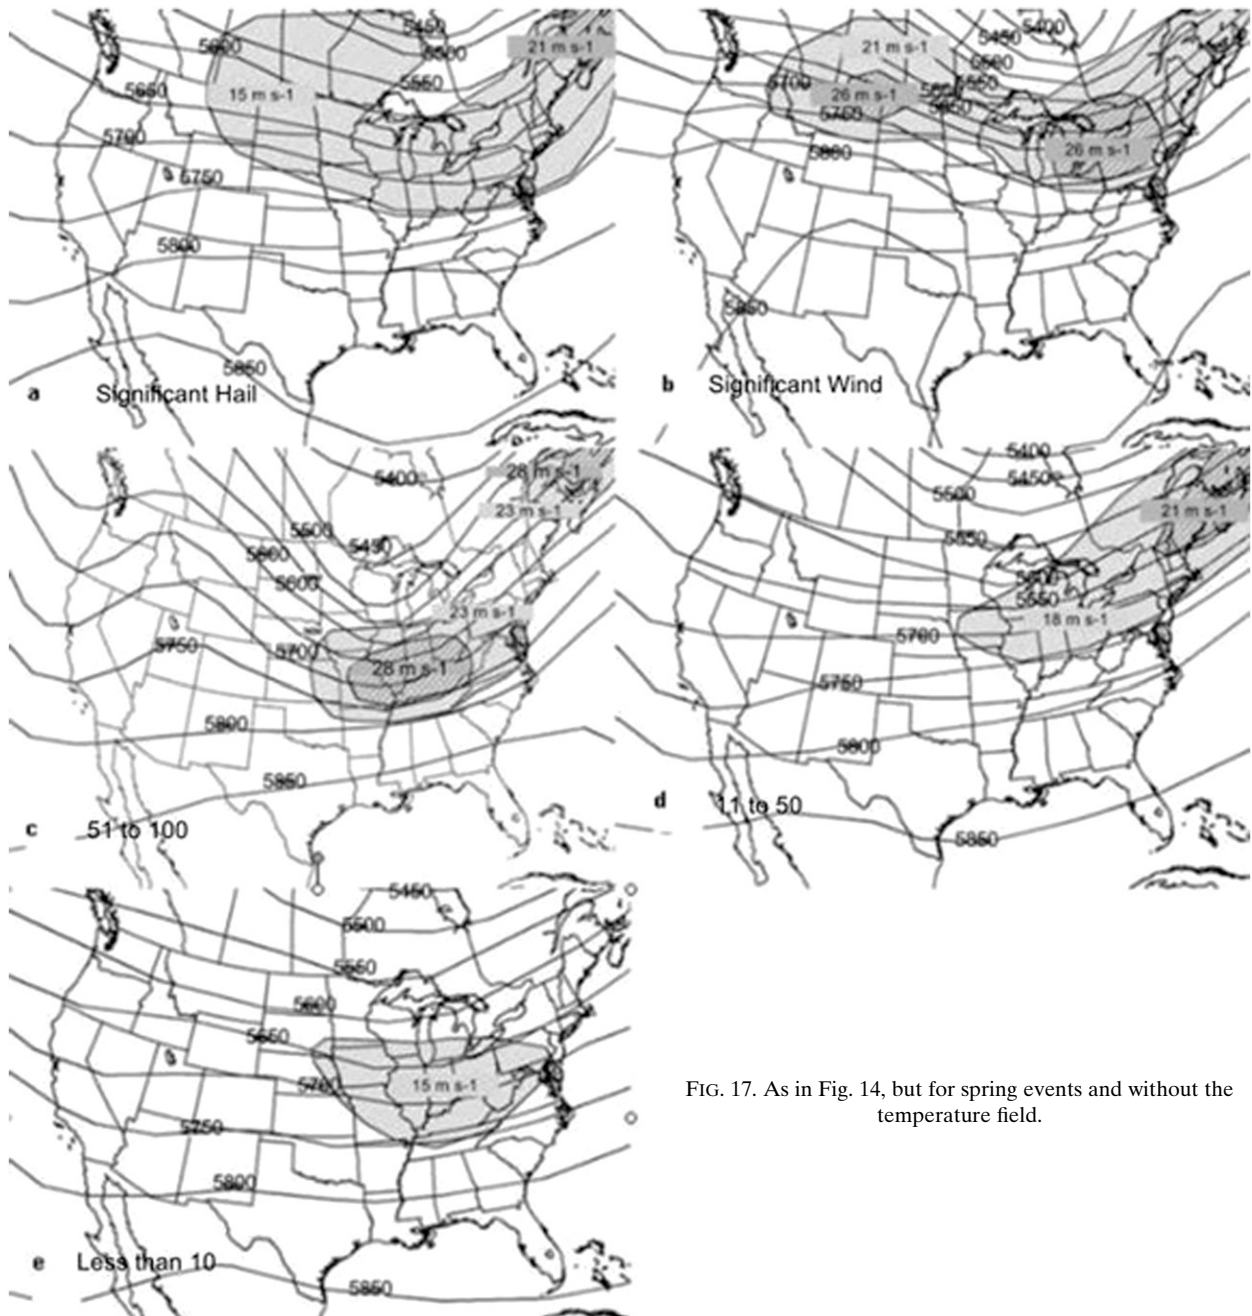 5450
5600
5500
21 m s-1
5550
5650
15 m s-1
5700
5750
5800
5850
a
Significant Hail
5400
5450
21 m s-1
5500
5700
5550
5600
26 m s-1
5650
5750
5800
26 m s-1
5850
b
Significant Wind
5400
28 m s-1
23 m s-1
5500
5450
5600
23 m s-1
5750
5700
28 m s-1
5800
5850
c
51 to 100
5400
5450
5500
21 m s-1
5550
18 m s-1
5700
5750
5800
d
11 to 50
5850
5450
5500
5550
5600
5650
5700
15 m s-1
5750
5800
e
Less than 10
5850
FIG. 17. As in Fig. 14, but for spring events and without the
temperature field.